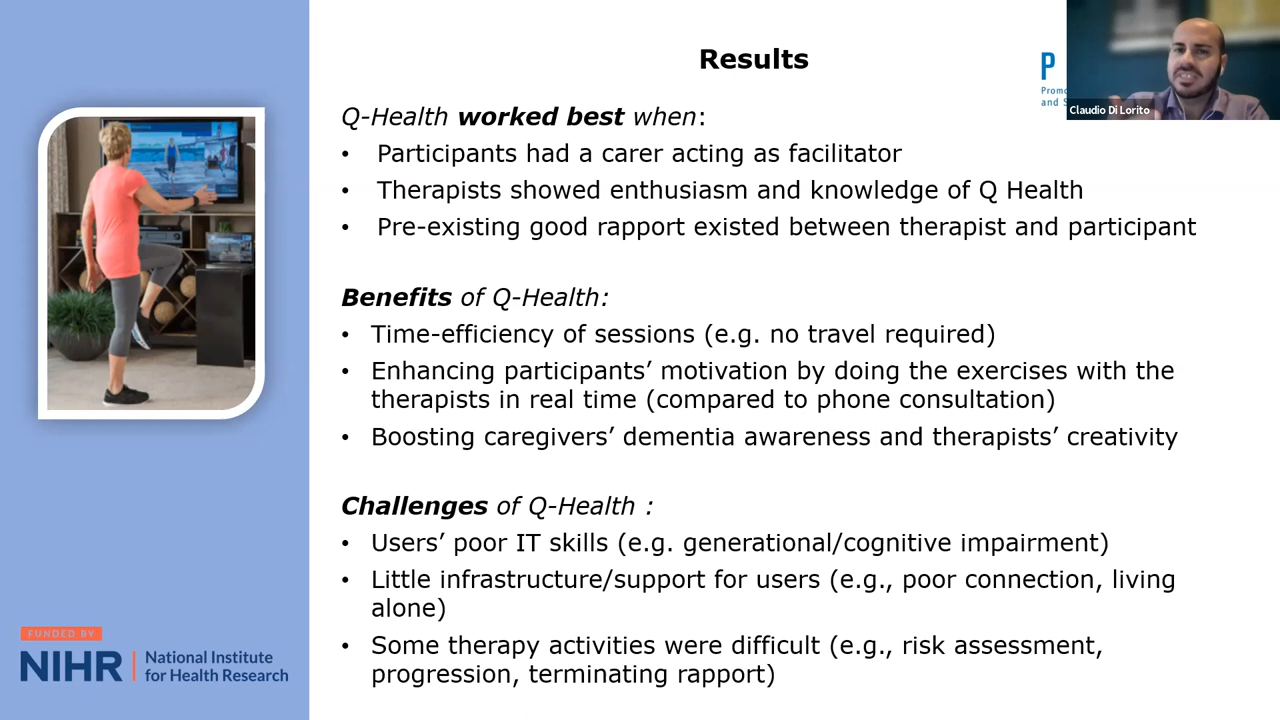 Results
P
Promo
and S
Claudio Di Lorito
Q-Health worked best when:
• Participants had a carer acting as facilitator
• Therapists showed enthusiasm and knowledge of Q Health
• Pre-existing good rapport existed between therapist and participant
Benefits of Q-Health:
• Time-efficiency of sessions (e.g. no travel required)
• Enhancing participants’ motivation by doing the exercises with the
therapists in real time (compared to phone consultation)
• Boosting caregivers’ dementia awareness and therapists’ creativity
Challenges of Q-Health :
• Users’ poor IT skills (e.g. generational/cognitive impairment)
• Little infrastructure/support for users (e.g., poor connection, living
alone)
• Some therapy activities were difficult (e.g., risk assessment,
progression, terminating rapport)
FUNDED BY
NIHR | National Institute
for Health Research